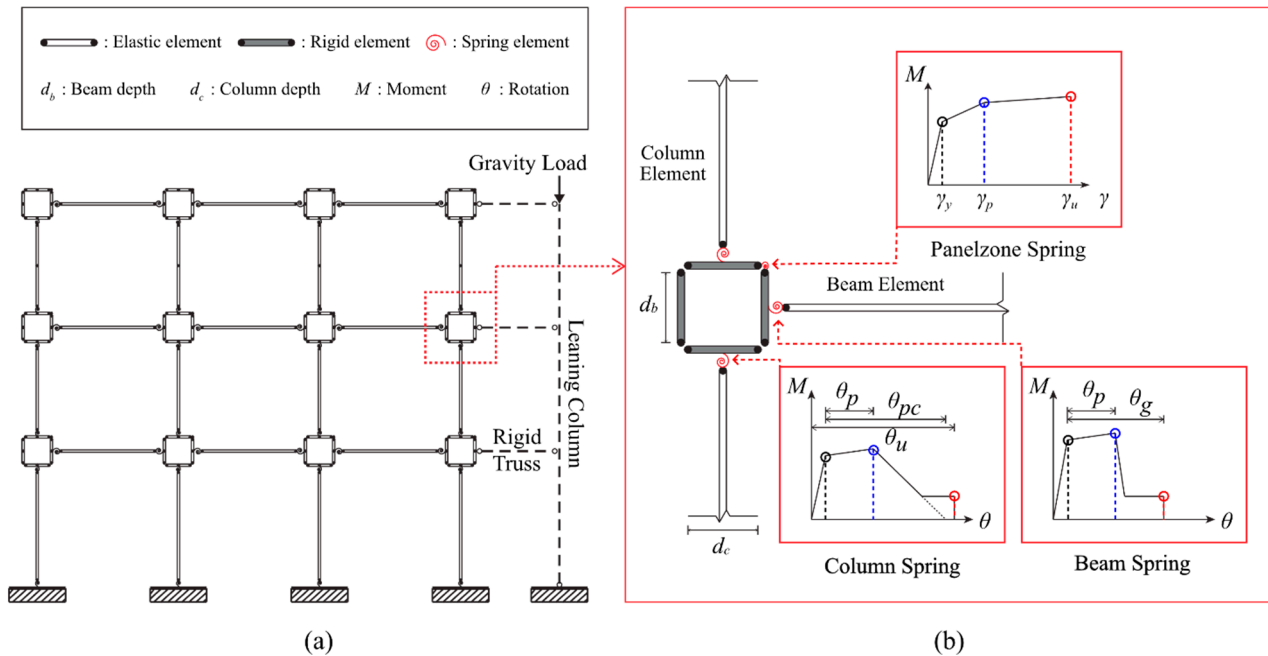 : Elastic element : Rigid element : Spring element
d_b : Beam depth d_c : Column depth M : Moment θ : Rotation
Gravity Load
Leaning Column
Rigid
Truss
(a)
Column
Element
d_b
Beam Element
d_c
M
γ_y γ_p γ_u γ
Panelzone Spring
M
θ_p θ_pc
θ_u
θ
Column Spring
M
θ_p θ_g
θ
Beam Spring
(b)